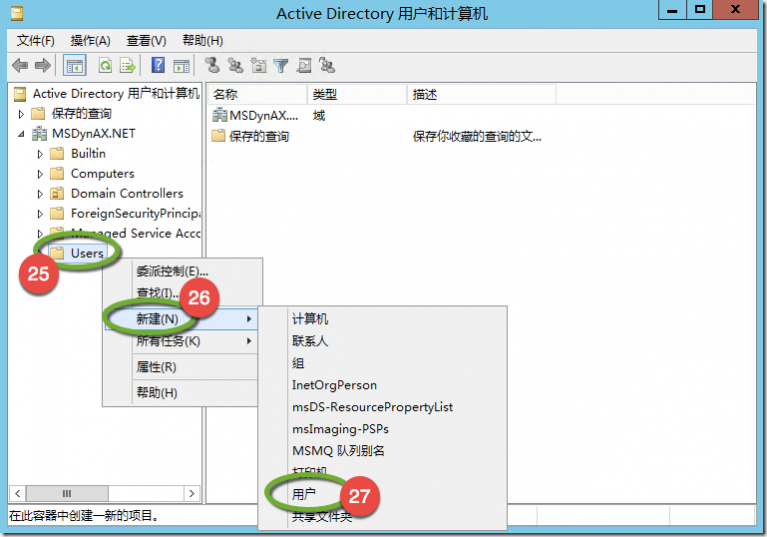 Active Directory 用户和计算机
文件(F) 操作(A) 查看(V) 帮助(H)
Active Directory 用户和计算机
保存的查询
MSDynAX.NET
Builtin
Computers
Domain Controllers
ForeignSecurityPrincipa
Managed Service Acco
Users
名称 类型 描述
MSDynAX.... 域
保存的查询 保存你收藏的查询的文...
25
委派控制(E)...
查找(I)...
26
新建(N)
所有任务(K)
属性(R)
帮助(H)
计算机
联系人
组
InetOrgPerson
msDS-ResourcePropertyList
msImaging-PSPs
MSMQ 队列别名
打印机
用户
27
共享文件夹
在此容器中创建一新的项目。